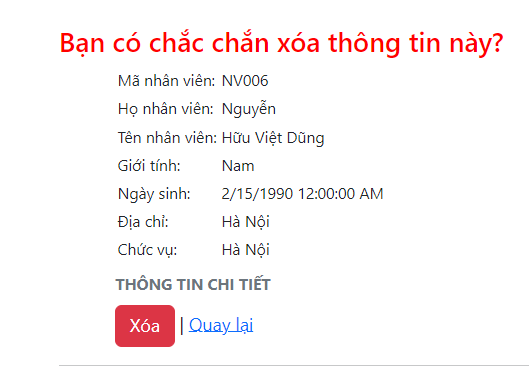 Bạn có chắc chắn xóa thông tin này?
Mã nhân viên: NV006
Họ nhân viên: Nguyễn
Tên nhân viên: Hữu Việt Dũng
Giới tính: Nam
Ngày sinh: 2/15/1990 12:00:00 AM
Địa chỉ: Hà Nội
Chức vụ: Hà Nội
THÔNG TIN CHI TIẾT
Xóa | Quay lại